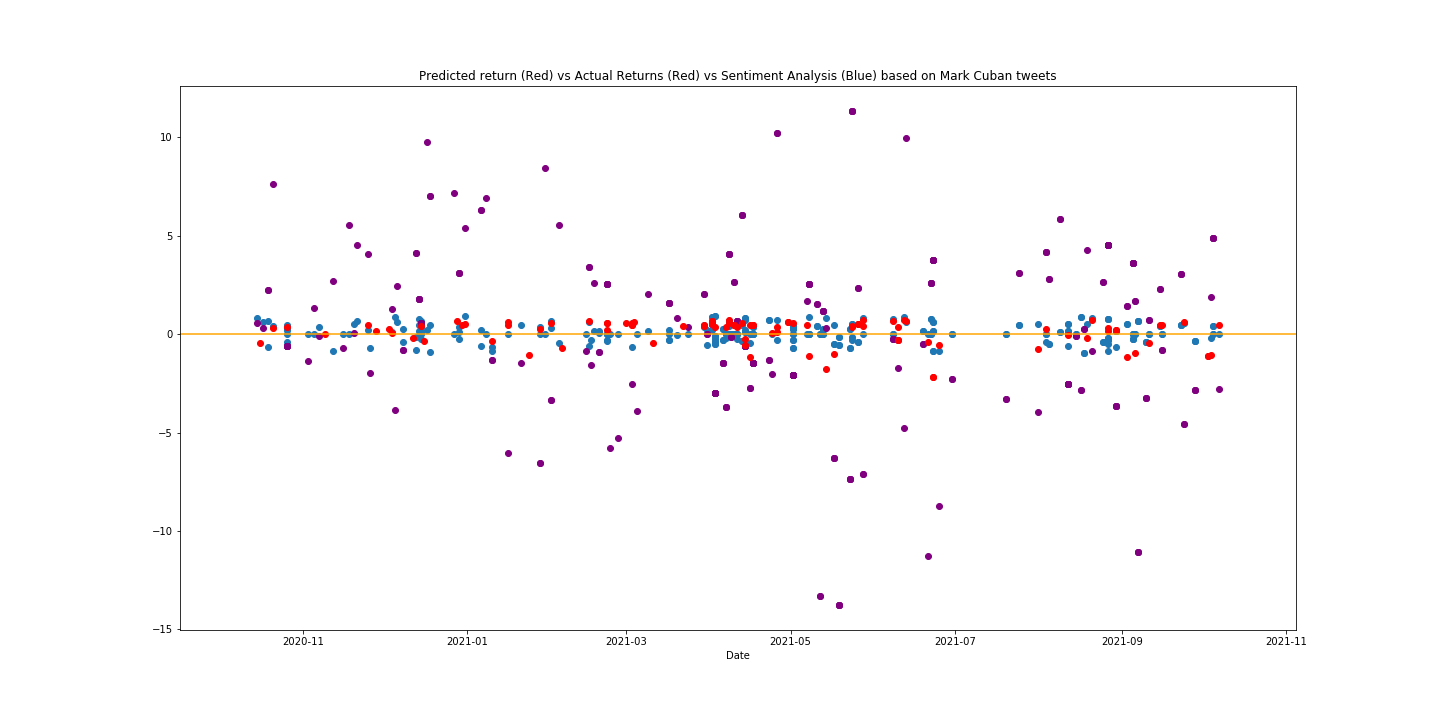 Predicted return (Red) vs Actual Returns (Red) vs Sentiment Analysis (Blue) based on Mark Cuban tweets
10
5
0
−5
−10
−15
2020-11 2021-01 2021-03 2021-05 2021-07 2021-09 2021-11
Date